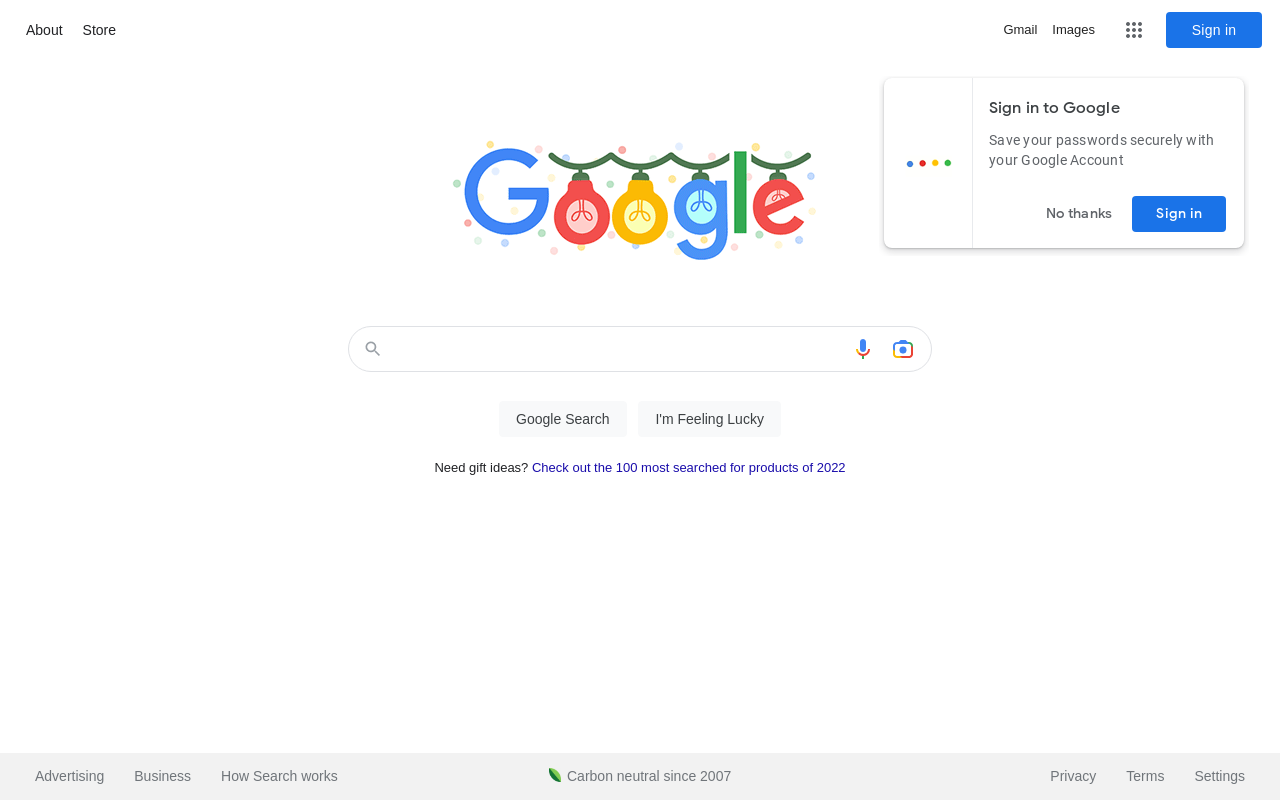 About
Store
Gmail
Images
Sign in
Google
Sign in to Google
Save your passwords securely with
your Google Account
No thanks
Sign in
Google Search
I'm Feeling Lucky
Need gift ideas? Check out the 100 most searched for products of 2022
Advertising
Business
How Search works
Carbon neutral since 2007
Privacy
Terms
Settings